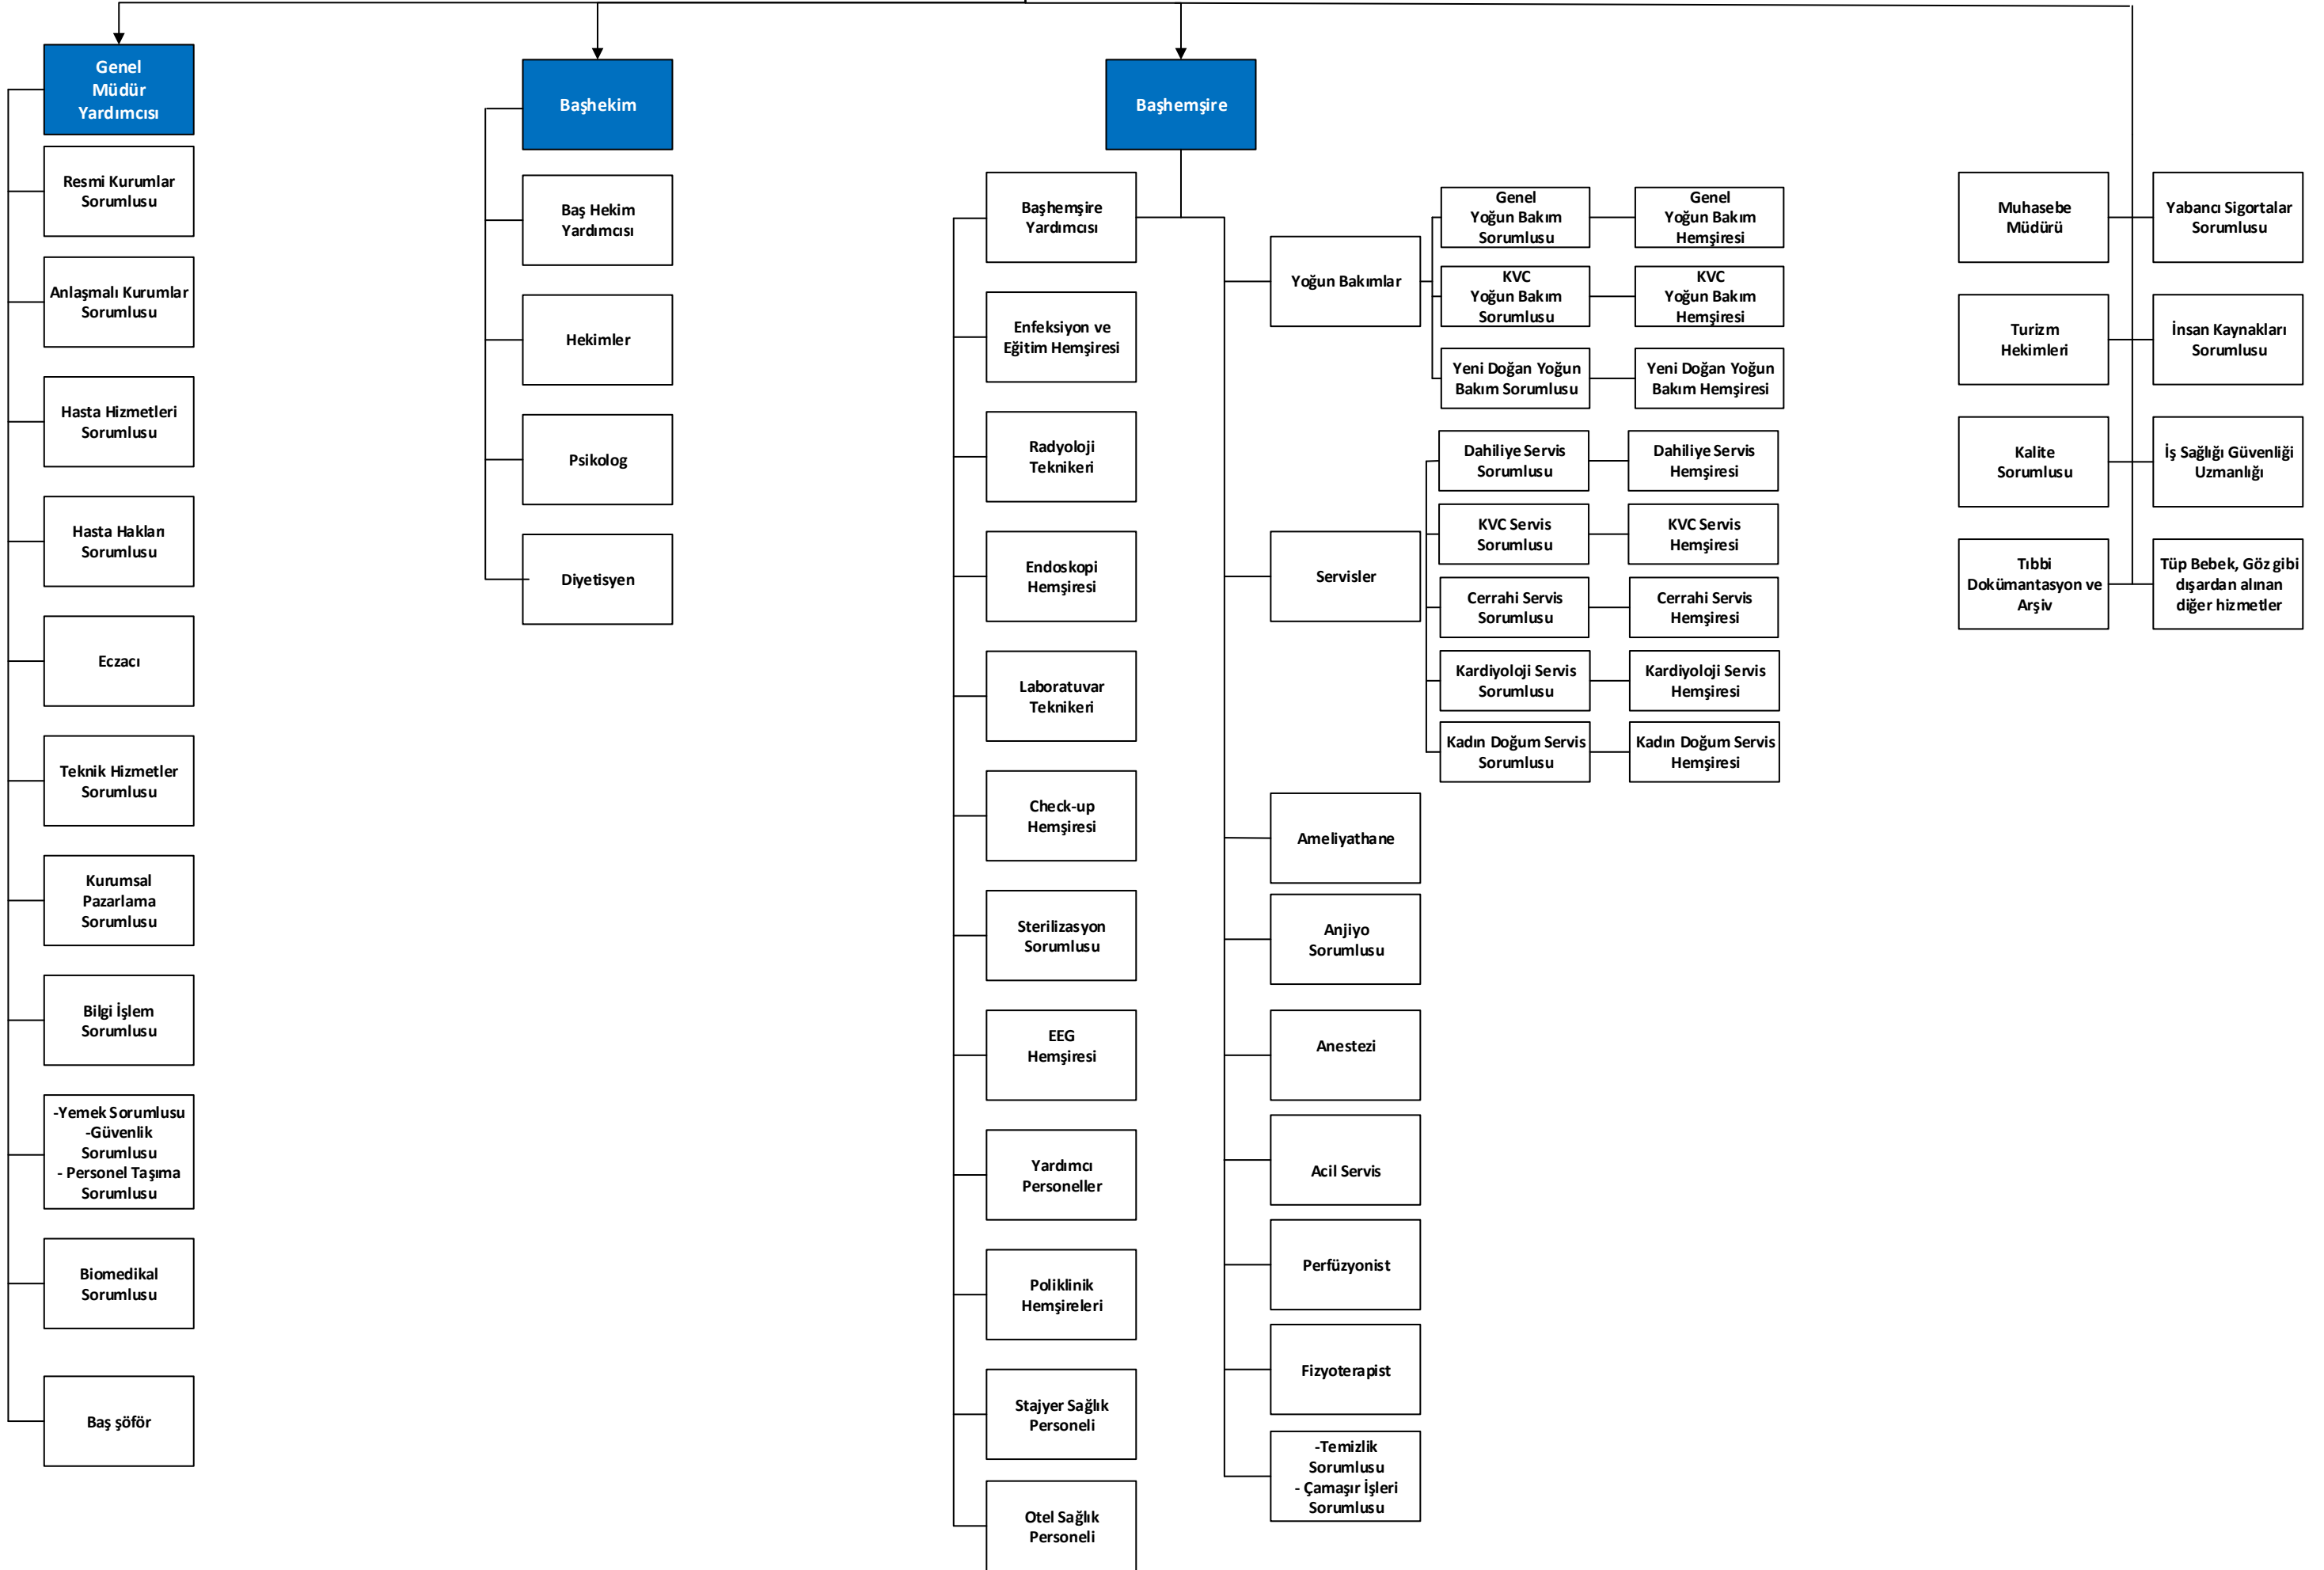 Genel
Müdür
Yardımcısı
Resmi Kurumlar
Sorumlusu
Anlaşmalı Kurumlar
Sorumlusu
Hasta Hizmetleri
Sorumlusu
Hasta Hakları
Sorumlusu
Eczacı
Teknik Hizmetler
Sorumlusu
Kurumsal
Pazarlama
Sorumlusu
Bilgi İşlem
Sorumlusu
-Yemek Sorumlusu
-Güvenlik
Sorumlusu
- Personel Taşıma
Sorumlusu
Biomedikal
Sorumlusu
Baş şöför
Başhekim
Baş Hekim
Yardımcısı
Hekimler
Psikolog
Diyetisyen
Başhemşire
Başhemşire
Yardımcısı
Enfeksiyon ve
Eğitim Hemşiresi
Radyoloji
Teknikeri
Endoskopi
Hemşiresi
Laboratuvar
Teknikeri
Check-up
Hemşiresi
Sterilizasyon
Sorumlusu
EEG
Hemşiresi
Yardımcı
Personeller
Poliklinik
Hemşireleri
Stajyer Sağlık
Personeli
Otel Sağlık
Personeli
Yoğun Bakımlar
Genel
Yoğun Bakım
Sorumlusu
Genel
Yoğun Bakım
Hemşiresi
KVC
Yoğun Bakım
Sorumlusu
KVC
Yoğun Bakım
Hemşiresi
Yeni Doğan Yoğun
Bakım Sorumlusu
Yeni Doğan Yoğun
Bakım Hemşiresi
Servisler
Dahiliye Servis
Sorumlusu
Dahiliye Servis
Hemşiresi
KVC Servis
Sorumlusu
KVC Servis
Hemşiresi
Cerrahi Servis
Sorumlusu
Cerrahi Servis
Hemşiresi
Kardiyoloji Servis
Sorumlusu
Kardiyoloji Servis
Hemşiresi
Kadın Doğum Servis
Sorumlusu
Kadın Doğum Servis
Hemşiresi
Ameliyathane
Anjiyo
Sorumlusu
Anestezi
Acil Servis
Perfüzyonist
Fizyoterapist
-Temizlik
Sorumlusu
- Çamaşır İşleri
Sorumlusu
Muhasebe
Müdürü
Yabancı Sigortalar
Sorumlusu
Turizm
Hekimleri
İnsan Kaynakları
Sorumlusu
Kalite
Sorumlusu
İş Sağlığı Güvenliği
Uzmanlığı
Tıbbi
Dokümantasyon ve
Arşiv
Tüp Bebek, Göz gibi
dışardan alınan
diğer hizmetler